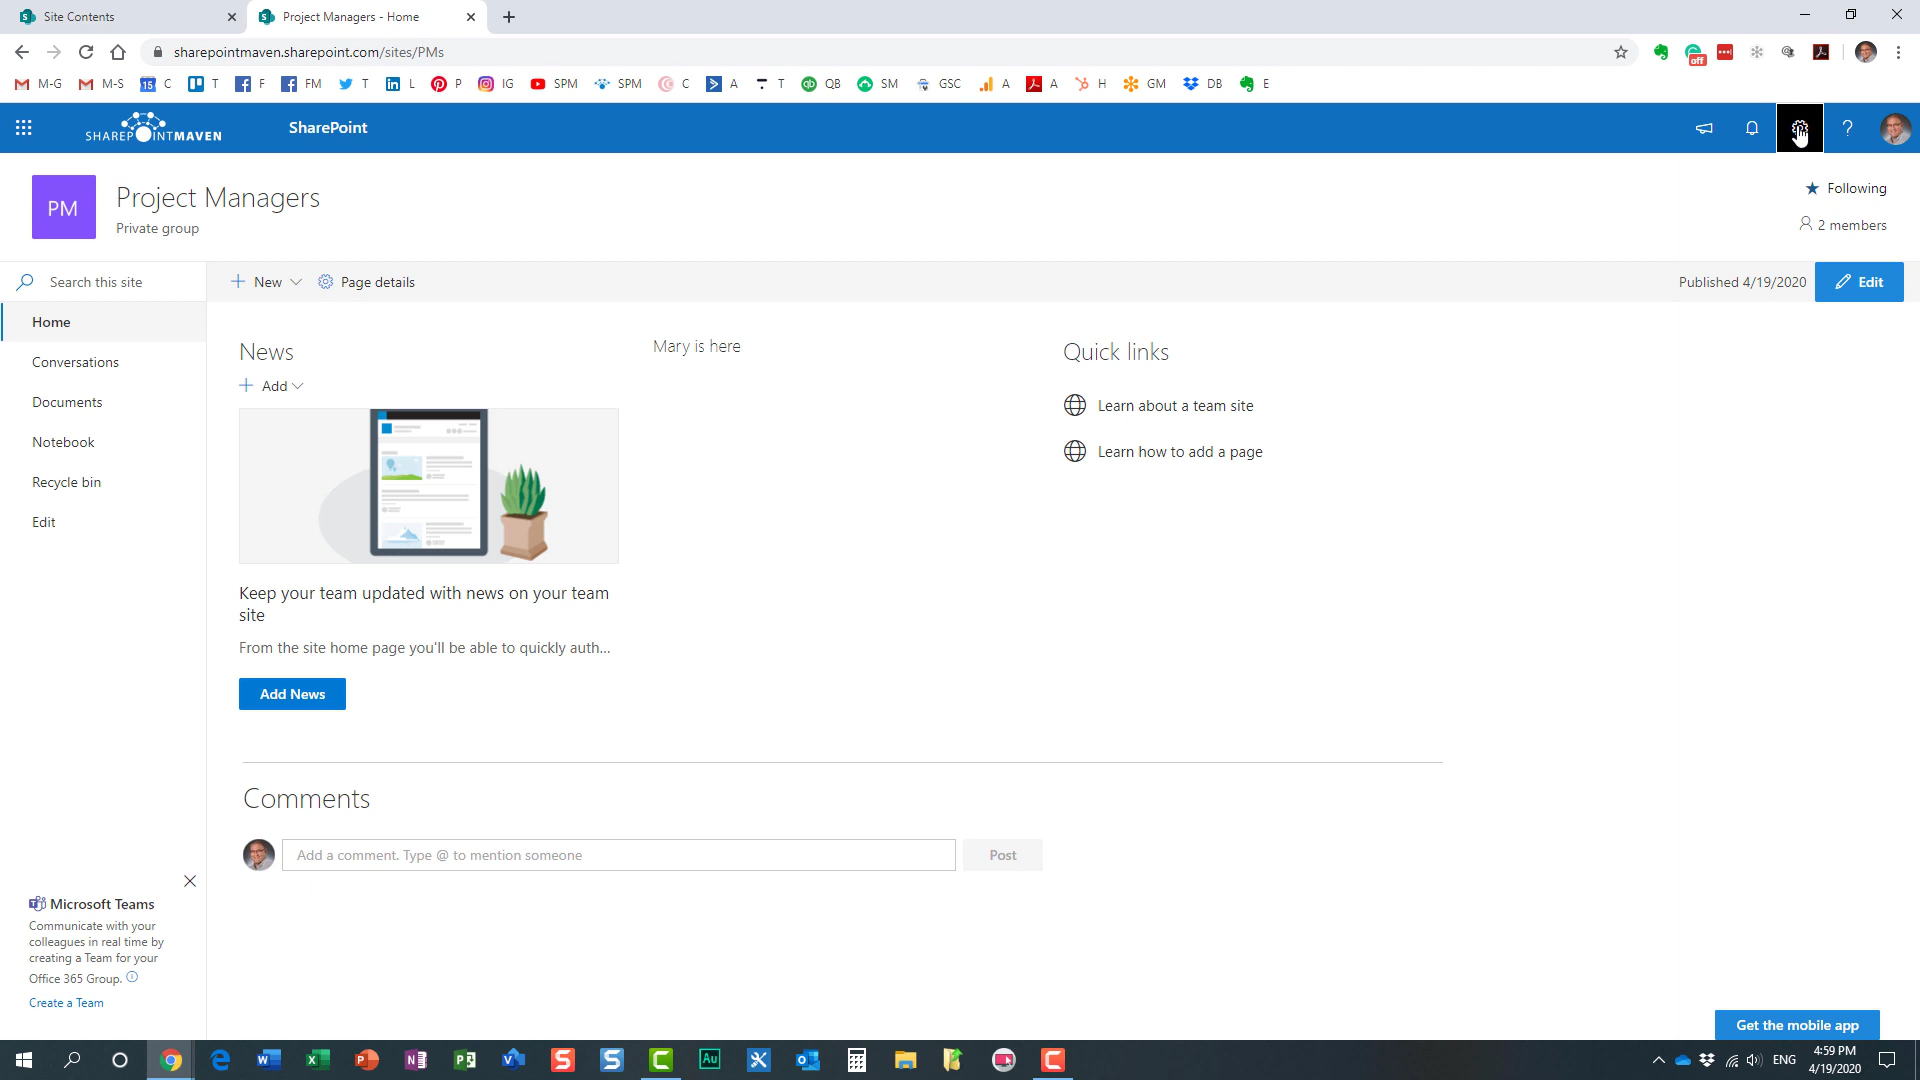 Site Contents
Project Managers - Home
sharepointmaven.sharepoint.com/sites/PMs
M-G M-S 15 C T F FM T L P IG SPM SPM C A T QB SM GSC A A H GM DB E
off
SHAREPOINTMAVEN
SharePoint
?
PM
Project Managers
Private group
Following
2 members
Search this site
New
Page details
Published 4/19/2020
Edit
Home
Conversations
Documents
Notebook
Recycle bin
Edit
News
Add
Keep your team updated with news on your team
site
From the site home page you'll be able to quickly auth...
Add News
Mary is here
Quick links
Learn about a team site
Learn how to add a page
Comments
Add a comment. Type @ to mention someone
Post
Microsoft Teams
Communicate with your
colleagues in real time by
creating a Team for your
Office 365 Group.
Create a Team
Get the mobile app
ENG
4:59 PM
4/19/2020